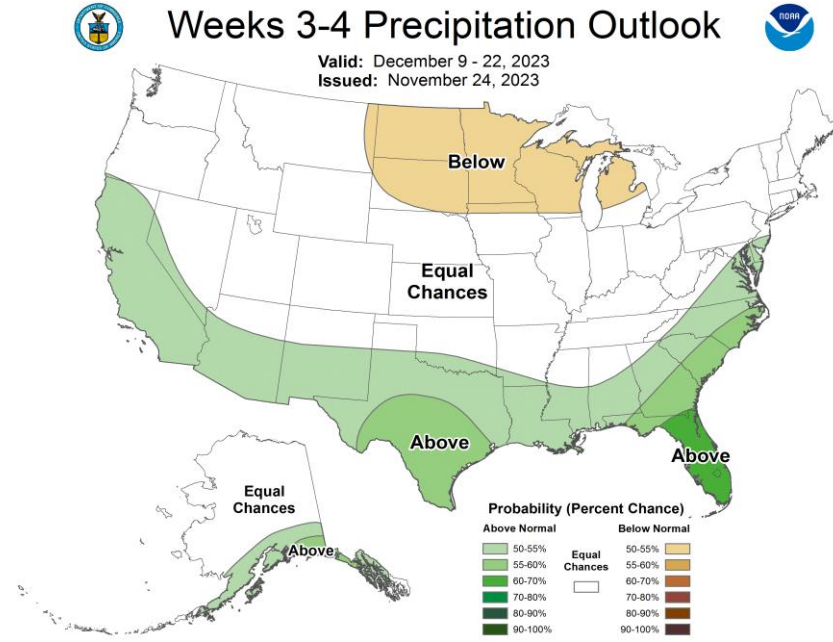 Weeks 3-4 Precipitation Outlook
NOAA
Valid: December 9 - 22, 2023
Issued: November 24, 2023
Below
Equal
Chances
Above
Above
Equal
Chances
Above
Probability (Percent Chance)
Above Normal
Below Normal
50-55%
55-60%
60-70%
70-80%
80-90%
90-100%
Equal
Chances
50-55%
55-60%
60-70%
70-80%
80-90%
90-100%